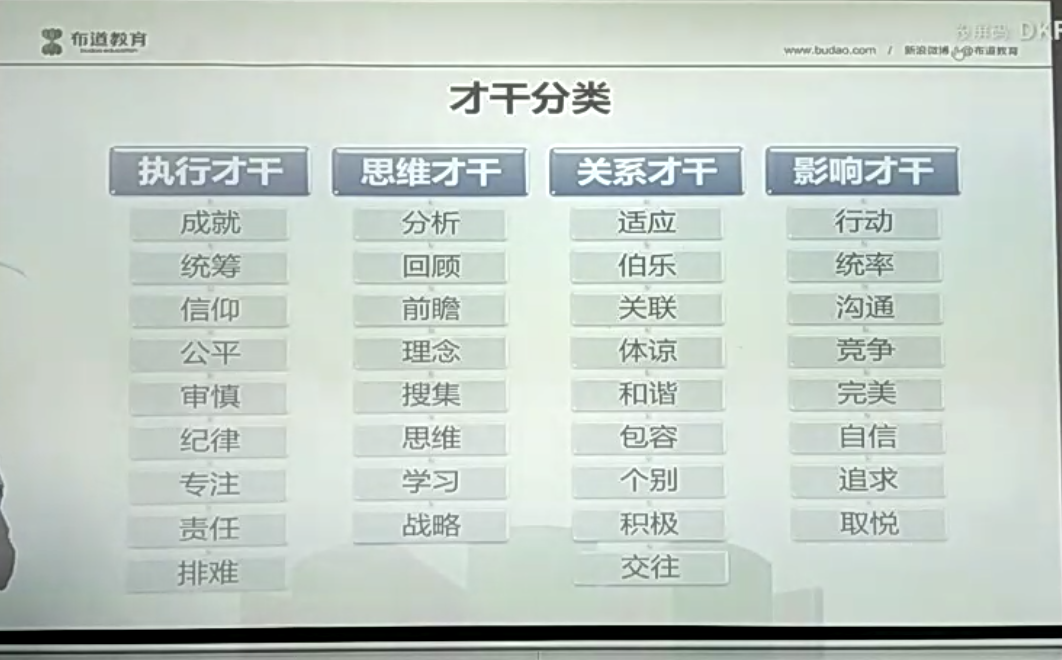 布道教育
www.budao.com / 新浪微博 @布道教育
才干分类
执行才干 思维才干 关系才干 影响才干
成就 分析 适应 行动
统筹 回顾 伯乐 统率
信仰 前瞻 关联 沟通
公平 理念 体谅 竞争
审慎 搜集 和谐 完美
纪律 思维 包容 自信
专注 学习 个别 追求
责任 战略 积极 取悦
排难 交往